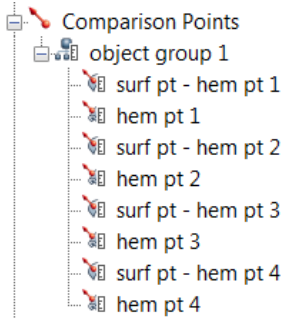 Comparison Points
object group 1
surf pt - hem pt 1
hem pt 1
surf pt - hem pt 2
hem pt 2
surf pt - hem pt 3
hem pt 3
surf pt - hem pt 4
hem pt 4